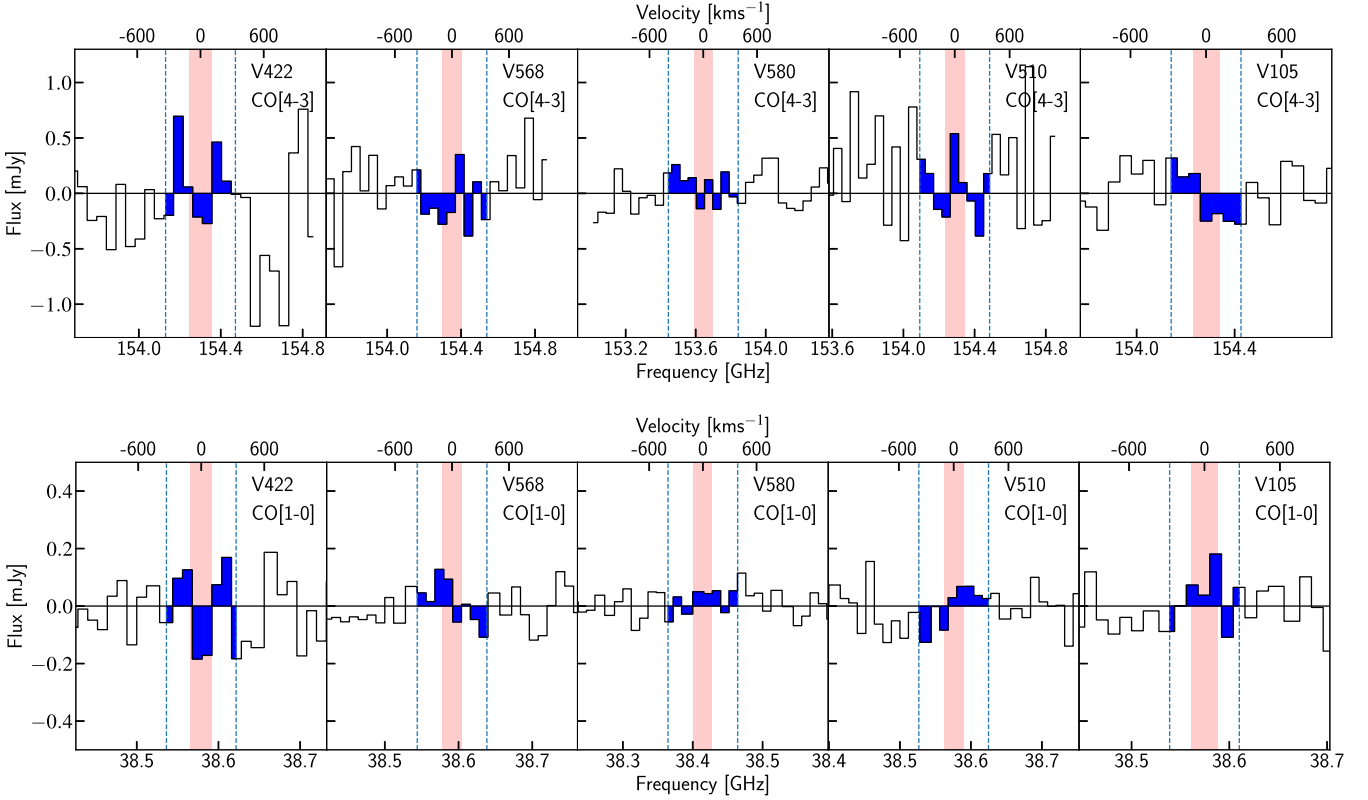 Velocity [kms−1]
-600 0 600 -600 0 600 -600 0 600 -600 0 600 -600 0 600
V422 V568 V580 V510 V105
CO[4-3] CO[4-3] CO[4-3] CO[4-3] CO[4-3]
1.0
0.5
0.0
−0.5
−1.0
Flux [mJy]
154.0 154.4 154.8 154.0 154.4 154.8 153.2 153.6 154.0 153.6 154.0 154.4 154.8 154.0 154.4
Frequency [GHz]
Velocity [kms−1]
-600 0 600 -600 0 600 -600 0 600 -600 0 600 -600 0 600
V422 V568 V580 V510 V105
CO[1-0] CO[1-0] CO[1-0] CO[1-0] CO[1-0]
0.4
0.2
0.0
−0.2
−0.4
Flux [mJy]
38.5 38.6 38.7 38.5 38.6 38.7 38.3 38.4 38.5 38.4 38.5 38.6 38.7 38.5 38.6 38.7
Frequency [GHz]